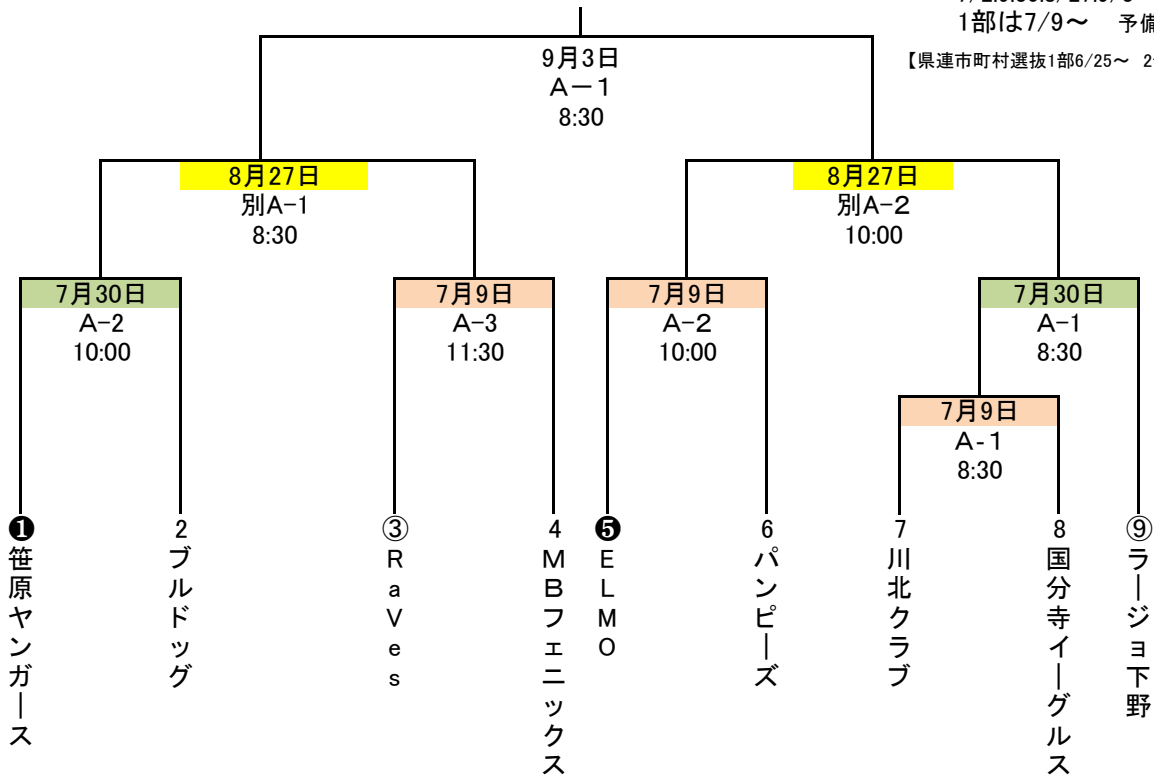 1部は7/9～　予備
【県連市町村選抜1部6/25～
9月3日
A－1
8:30
8月27日
別A-1
8:30
8月27日
別A-2
10:00
7月30日
A-2
10:00
7月9日
A-3
11:30
7月9日
A-2
10:00
7月30日
A-1
8:30
7月9日
A-1
8:30
❶笹原ヤンガース
2ブルドッグ
③RaVes
4MBフェニックス
❺ELMO
6パンピーズ
7川北クラブ
8国分寺イーグルス
⑨ラージョ下野